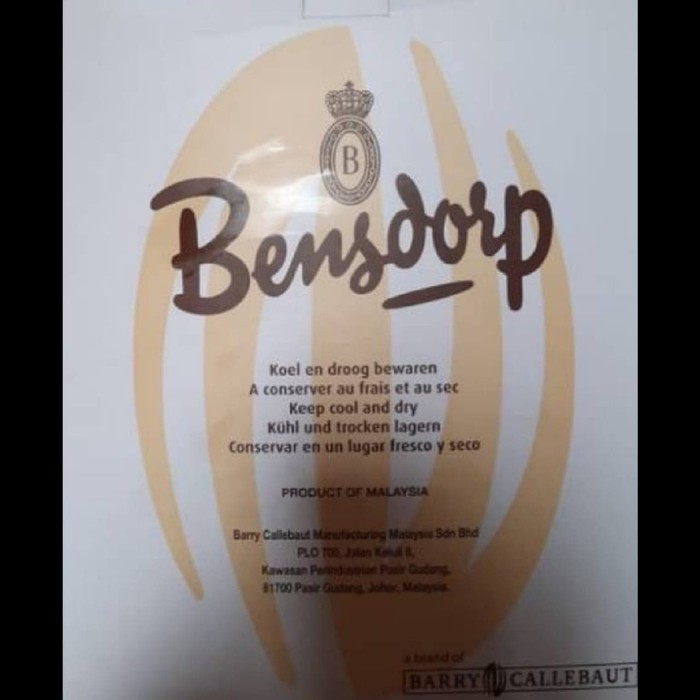 B
Bensdorp
Koel en droog bewaren
A conserver au frais et au sec
Keep cool and dry
Kühl und trocken lagern
Conservar en un lugar fresco y seco
PRODUCT OF MALAYSIA
Barry Callebaut Manufacturing Malaysia Sdn Bhd
PLO 700, Jalan Keluli 8,
Kawasan Perindustrian Pasir Gudang,
81700 Pasir Gudang, Johor, Malaysia.
a brand of
BARRY CALLEBAUT